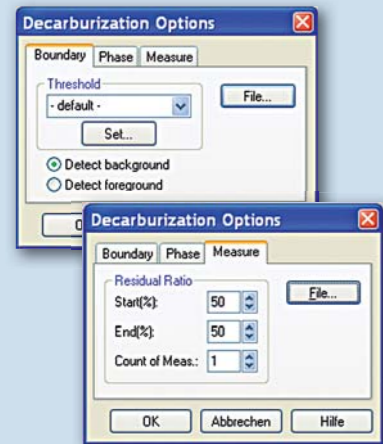 Decarburization Options
Boundary Phase Measure
Threshold
- default -
File...
Set...
Detect background
Detect foreground
Decarburization Options
Boundary Phase Measure
Residual Ratio
Start(%): 50
File...
End(%): 50
Count of Meas.: 1
OK Abbrechen Hilfe